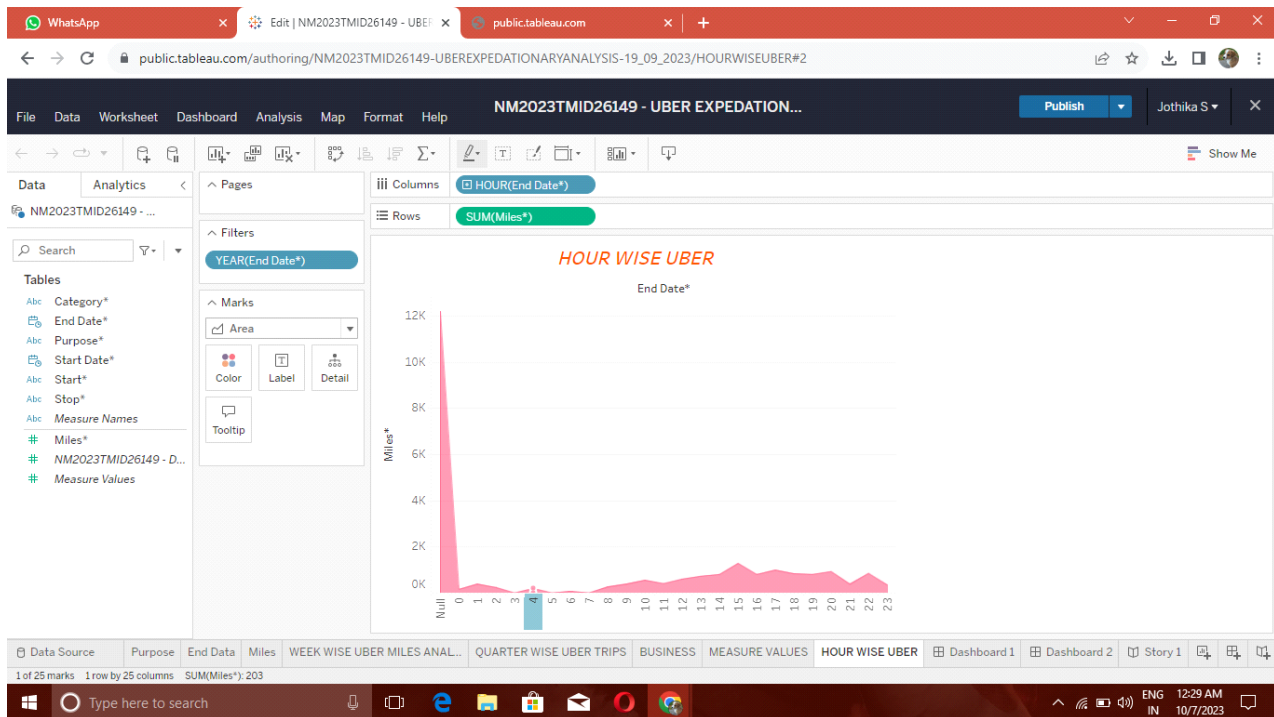 WhatsApp
Edit | NM2023TMID26149 - UBER
public.tableau.com
public.tableau.com/authoring/NM2023TMID26149-UBEREXPEDATIONARYANALYSIS-19_09_2023/HOURWISEUBER#2
NM2023TMID26149 - UBER EXPEDATION...
Publish
Jothika S
File Data Worksheet Dashboard Analysis Map Format Help
Show Me
Data Analytics
Pages
Columns HOUR(End Date*)
NM2023TMID26149 - ...
Rows SUM(Miles*)
Search
Filters
YEAR(End Date*)
HOUR WISE UBER
End Date*
Tables
Abc Category*
End Date*
Abc Purpose*
Start Date*
Abc Start*
Abc Stop*
Abc Measure Names
# Miles*
# NM2023TMID26149 - D...
# Measure Values
Marks
Area
Color Label Detail
Tooltip
12K
10K
8K
6K
4K
2K
0K
Miles*
Null 0 1 2 3 4 5 6 7 8 9 10 11 12 13 14 15 16 17 18 19 20 21 22 23
Data Source Purpose End Data Miles WEEK WISE UBER MILES ANAL... QUARTER WISE UBER TRIPS BUSINESS MEASURE VALUES HOUR WISE UBER Dashboard 1 Dashboard 2 Story 1
1 of 25 marks 1 row by 25 columns SUM(Miles*): 203
Type here to search
ENG 12:29 AM
IN 10/7/2023